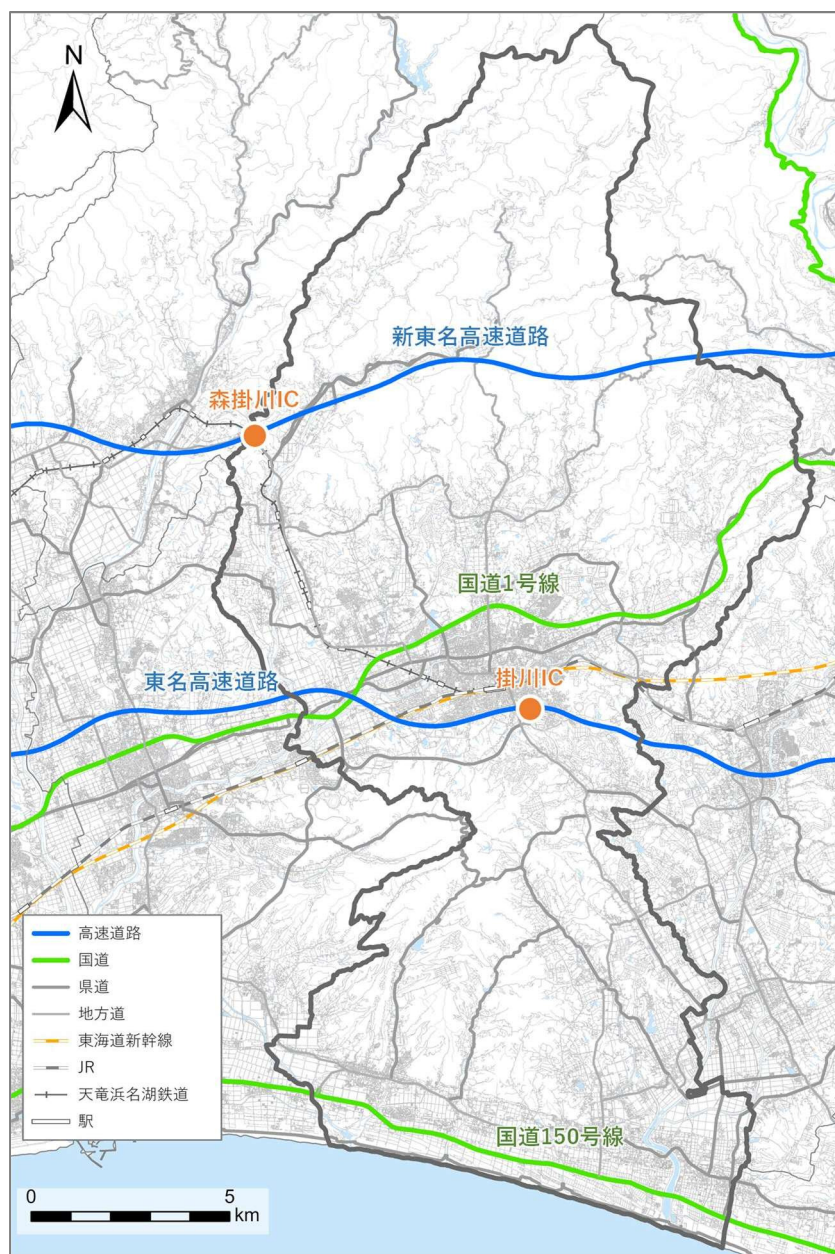 N
新東名高速道路
森掛川IC
国道1号線
東名高速道路
掛川IC
国道150号線
高速道路
国道
県道
地方道
東海道新幹線
JR
天竜浜名湖鉄道
駅
0 5
km